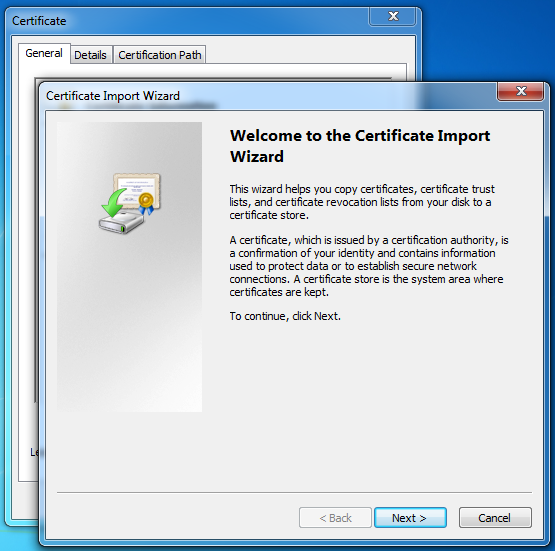 Certificate
General Details Certification Path
Certificate Import Wizard
Welcome to the Certificate Import
Wizard
This wizard helps you copy certificates, certificate trust
lists, and certificate revocation lists from your disk to a
certificate store.
A certificate, which is issued by a certification authority, is
a confirmation of your identity and contains information
used to protect data or to establish secure network
connections. A certificate store is the system area where
certificates are kept.
To continue, click Next.
< Back Next > Cancel